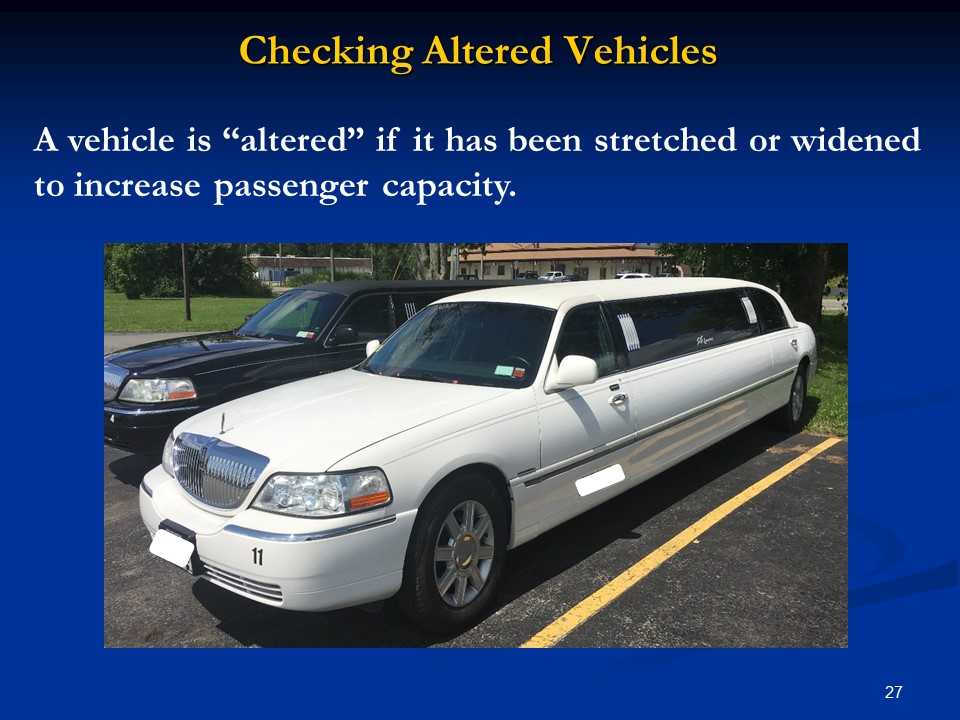 Checking Altered Vehicles
A vehicle is “altered” if it has been stretched or widened
to increase passenger capacity.
11
27